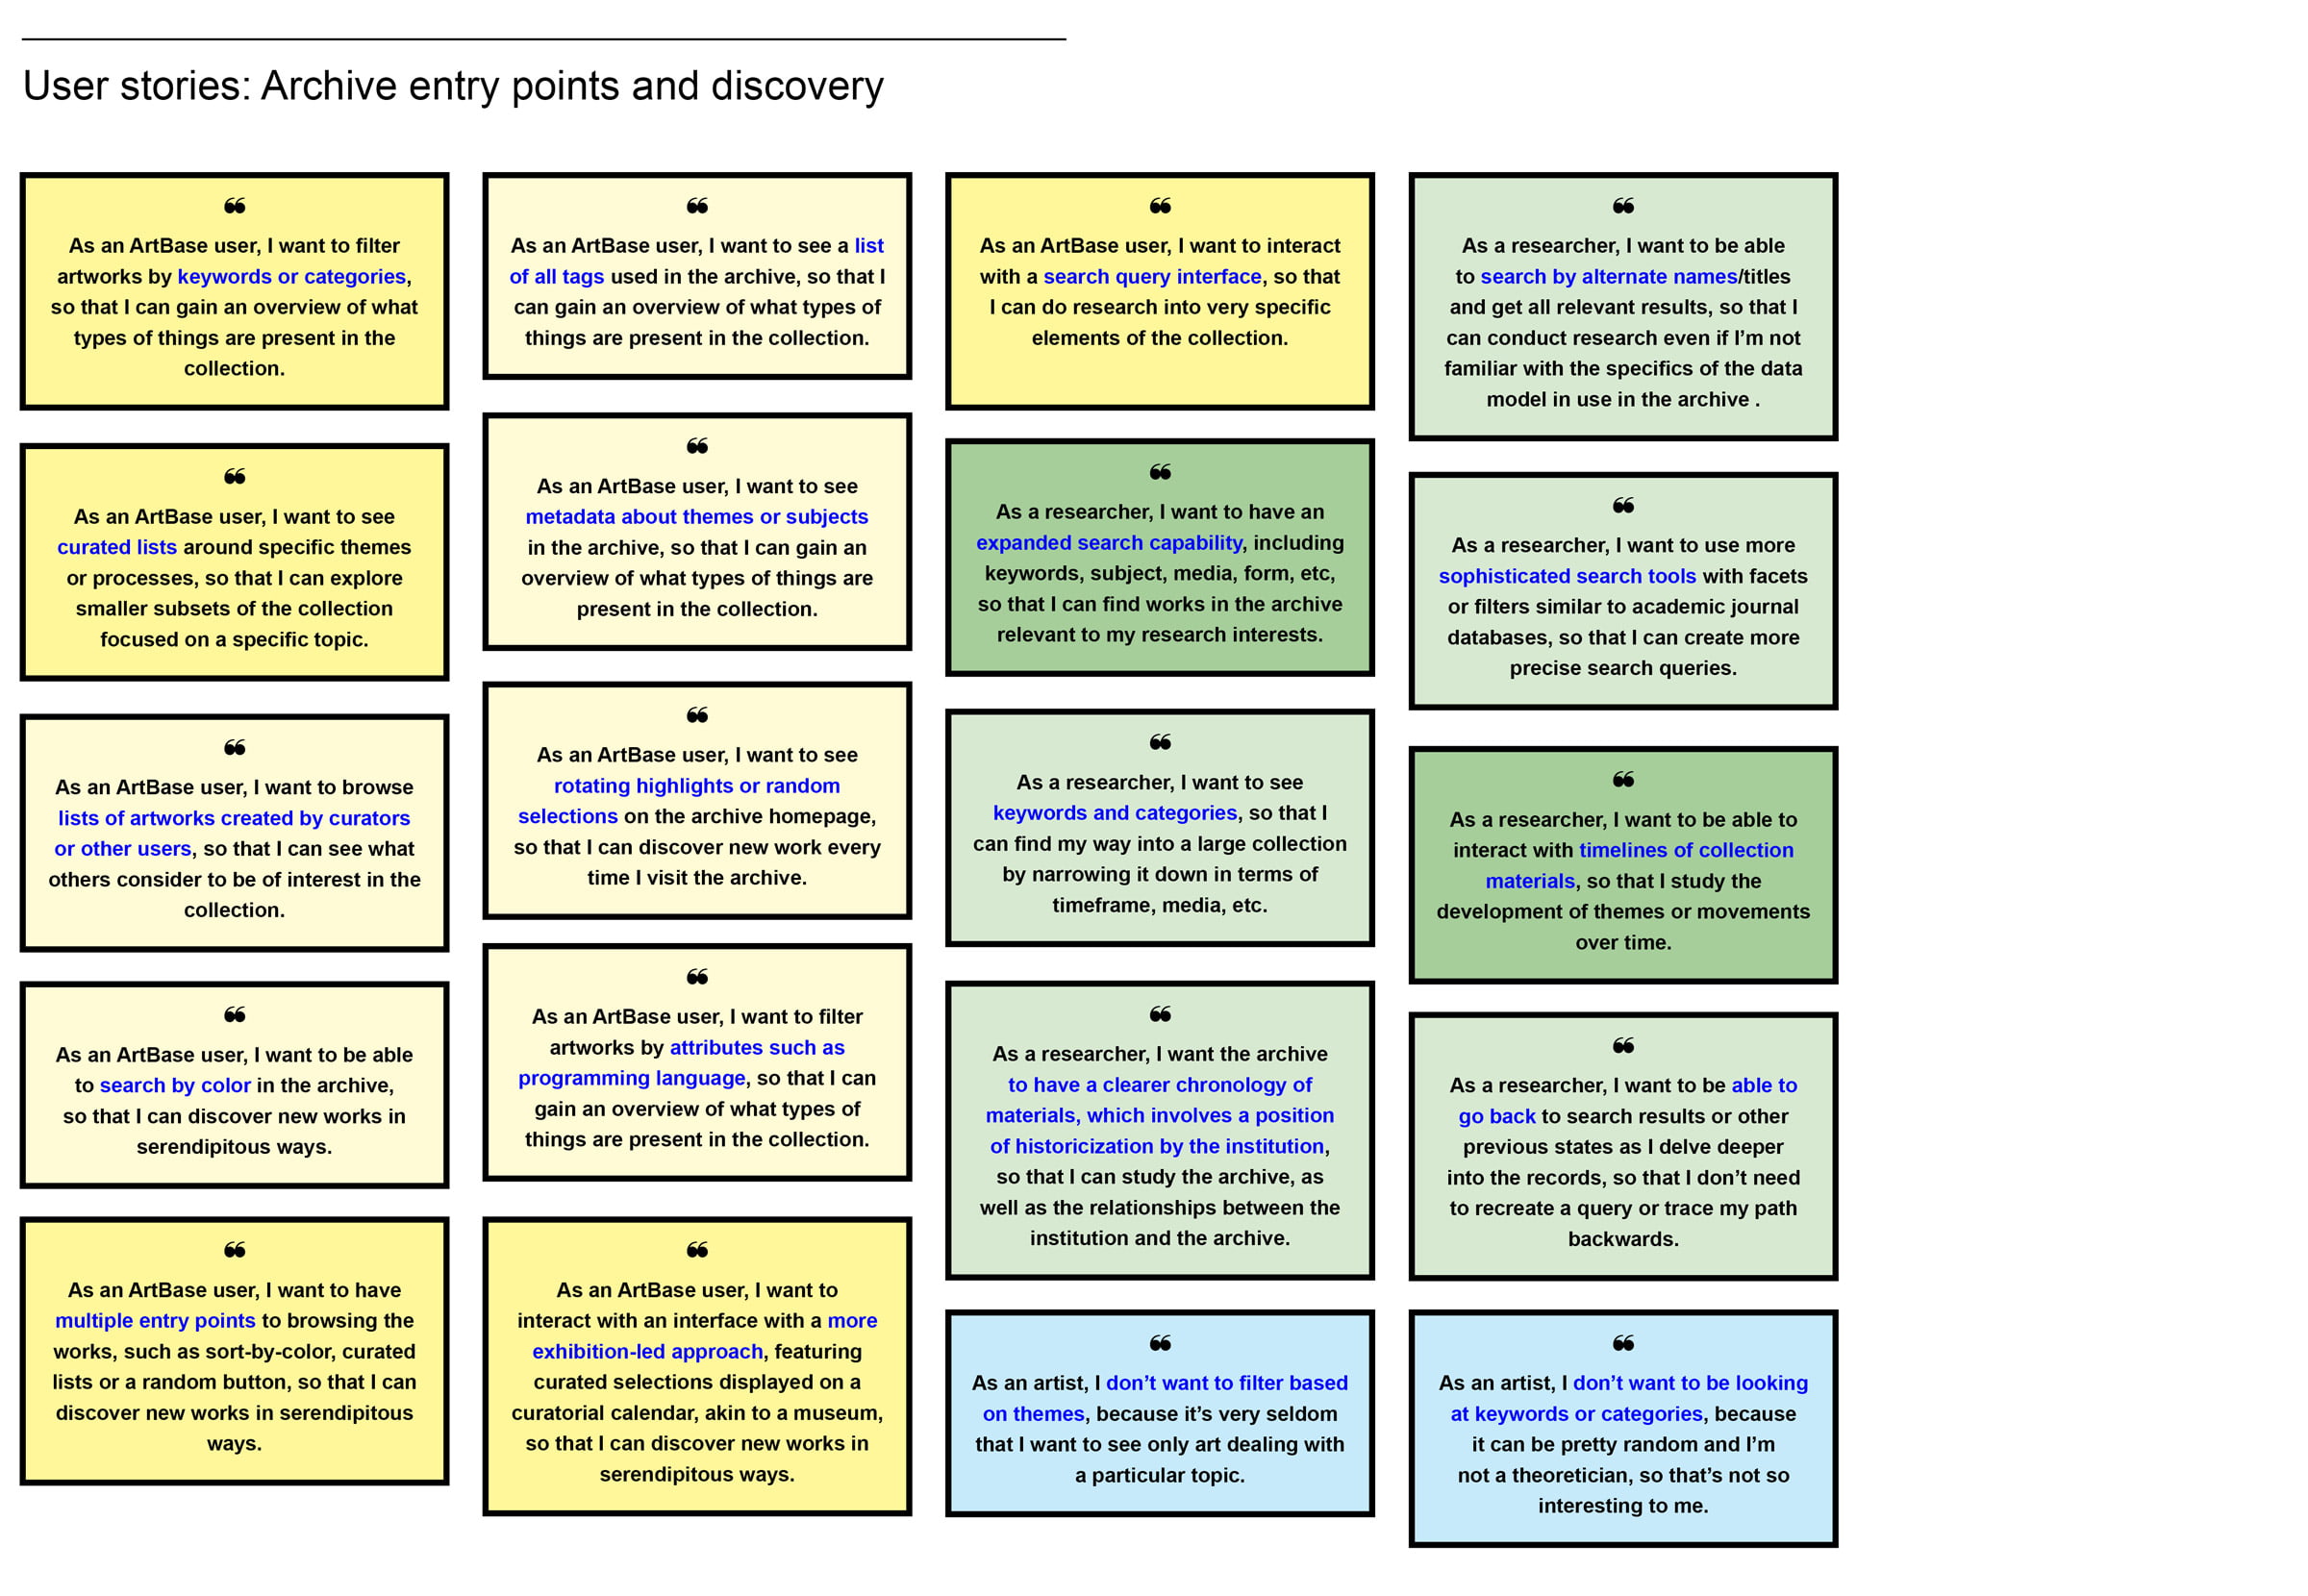 User stories: Archive entry points and discovery
❝
As an ArtBase user, I want to filter
artworks by keywords or categories,
so that I can gain an overview of what
types of things are present in the
collection.
❝
As an ArtBase user, I want to see
curated lists around specific themes
or processes, so that I can explore
smaller subsets of the collection
focused on a specific topic.
❝
As an ArtBase user, I want to browse
lists of artworks created by curators
or other users, so that I can see what
others consider to be of interest in the
collection.
❝
As an ArtBase user, I want to be able
to search by color in the archive,
so that I can discover new works in
serendipitous ways.
❝
As an ArtBase user, I want to have
multiple entry points to browsing the
works, such as sort-by-color, curated
lists or a random button, so that I can
discover new works in serendipitous
ways.
❝
As an ArtBase user, I want to see a list
of all tags used in the archive, so that I
can gain an overview of what types of
things are present in the collection.
❝
As an ArtBase user, I want to see
metadata about themes or subjects
in the archive, so that I can gain an
overview of what types of things are
present in the collection.
❝
As an ArtBase user, I want to see
rotating highlights or random
selections on the archive homepage,
so that I can discover new work every
time I visit the archive.
❝
As an ArtBase user, I want to filter
artworks by attributes such as
programming language, so that I can
gain an overview of what types of
things are present in the collection.
❝
As an ArtBase user, I want to
interact with an interface with a more
exhibition-led approach, featuring
curated selections displayed on a
curatorial calendar, akin to a museum,
so that I can discover new works in
serendipitous ways.
❝
As an ArtBase user, I want to interact
with a search query interface, so that
I can do research into very specific
elements of the collection.
❝
As a researcher, I want to have an
expanded search capability, including
keywords, subject, media, form, etc,
so that I can find works in the archive
relevant to my research interests.
❝
As a researcher, I want to see
keywords and categories, so that I
can find my way into a large collection
by narrowing it down in terms of
timeframe, media, etc.
❝
As a researcher, I want the archive
to have a clearer chronology of
materials, which involves a position
of historicization by the institution,
so that I can study the archive, as
well as the relationships between the
institution and the archive.
❝
As an artist, I don’t want to filter based
on themes, because it’s very seldom
that I want to see only art dealing with
a particular topic.
❝
As a researcher, I want to be able
to search by alternate names/titles
and get all relevant results, so that I
can conduct research even if I’m not
familiar with the specifics of the data
model in use in the archive .
❝
As a researcher, I want to use more
sophisticated search tools with facets
or filters similar to academic journal
databases, so that I can create more
precise search queries.
❝
As a researcher, I want to be able to
interact with timelines of collection
materials, so that I study the
development of themes or movements
over time.
❝
As a researcher, I want to be able to
go back to search results or other
previous states as I delve deeper
into the records, so that I don’t need
to recreate a query or trace my path
backwards.
❝
As an artist, I don’t want to be looking
at keywords or categories, because
it can be pretty random and I’m
not a theoretician, so that’s not so
interesting to me.